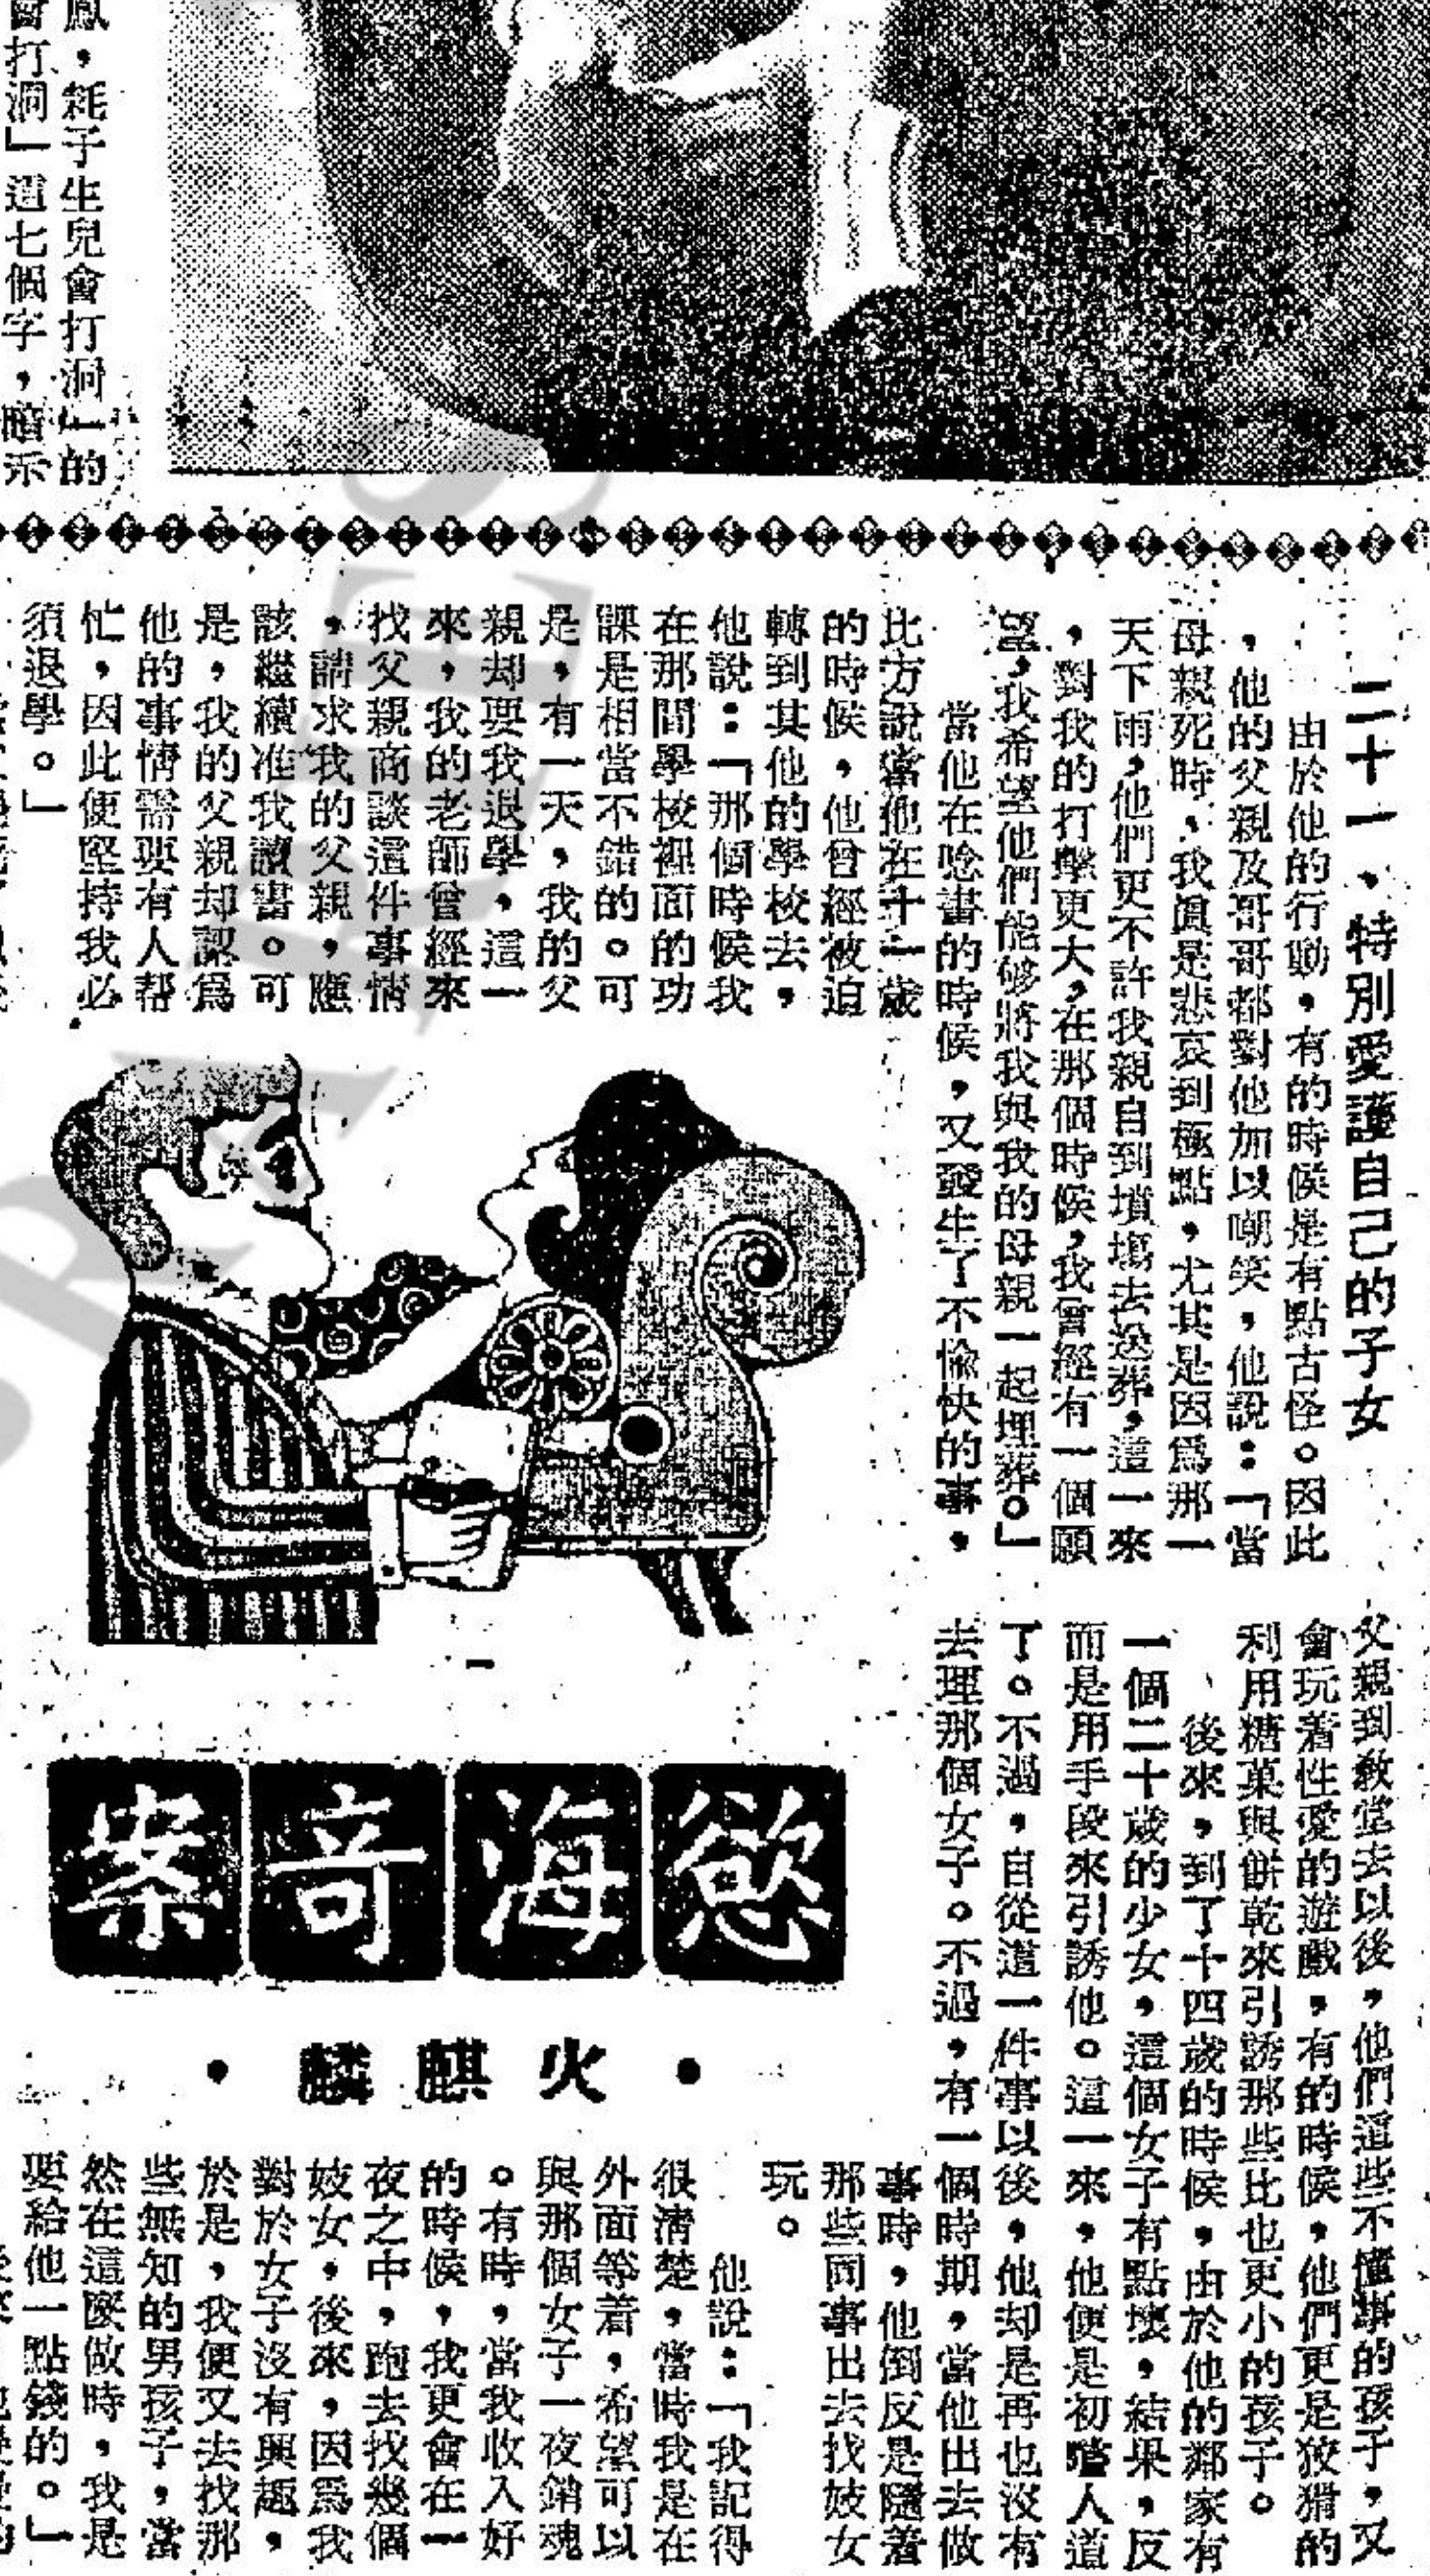 鳳，耗子生兒會打洞」的
會打洞」這七個字，暗示
二十一、特別愛護自己的子女
由於他的行動，有的時候是有點古怪。因此
，他的父親及哥哥都對他加以嘲笑，他說：「當
母親死時，我眞是悲哀到極點，尤其是因爲那一
天下雨，他們更不許我親自到墳塲去送葬，這一來
，對我的打擊更大，在那個時候，我曾經有一個願
望，我希望他們能够將我與我的母親一起埋葬。」
當他在唸書的時候，又發生了不愉快的事，
比方說當他在十一歲
的時候，他曾經被迫
轉到其他的學校去，
他說：「那個時候我
在那間學校裡面的功
課是相當不錯的。可
是，有一天，我的父
親却要我退學，這一
來，我的老師曾經來
找父親商談這件事情
，請求我的父親，應
該繼續准我讀書。可
是，我的父親却認爲
他的事情需要有人幫
忙，因此便堅持我必
須退學。」
慾海奇案
・火麒麟・
父親到敎堂去以後，他們這些不懂事的孩子，又
會玩着性愛的遊戲，有的時候，他們更是狡猾的
利用糖菓與餅乾來引誘那些比他更小的孩子。
後來，到了十四歲的時候，由於他的鄰家有
一個二十歲的少女，這個女子有點壞，結果，反
而是用手段來引誘他。這一來，他便是初嚐人道
了。不過，自從這一件事以後，他却是再也沒有
去理那個女子。不過，有一個時期，當他出去做
事時，他倒反是隨着
那些同事出去找妓女
玩。
他說：「我記得
很清楚，當時我是在
外面等着，希望可以
與那個女子一夜銷魂
。有時，當我收入好
的時候，我更會在一
夜之中，跑去找幾個
妓女，後來，因爲我
對於女子沒有興趣，
於是，我便又去找那
些無知的男孩子，當
然在這麼做時，我是
要給他一點錢的。」